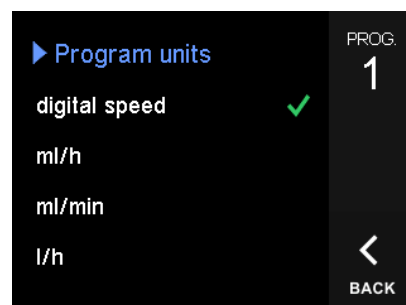 Program units
digital speed
ml/h
ml/min
l/h
PROG.
1
BACK